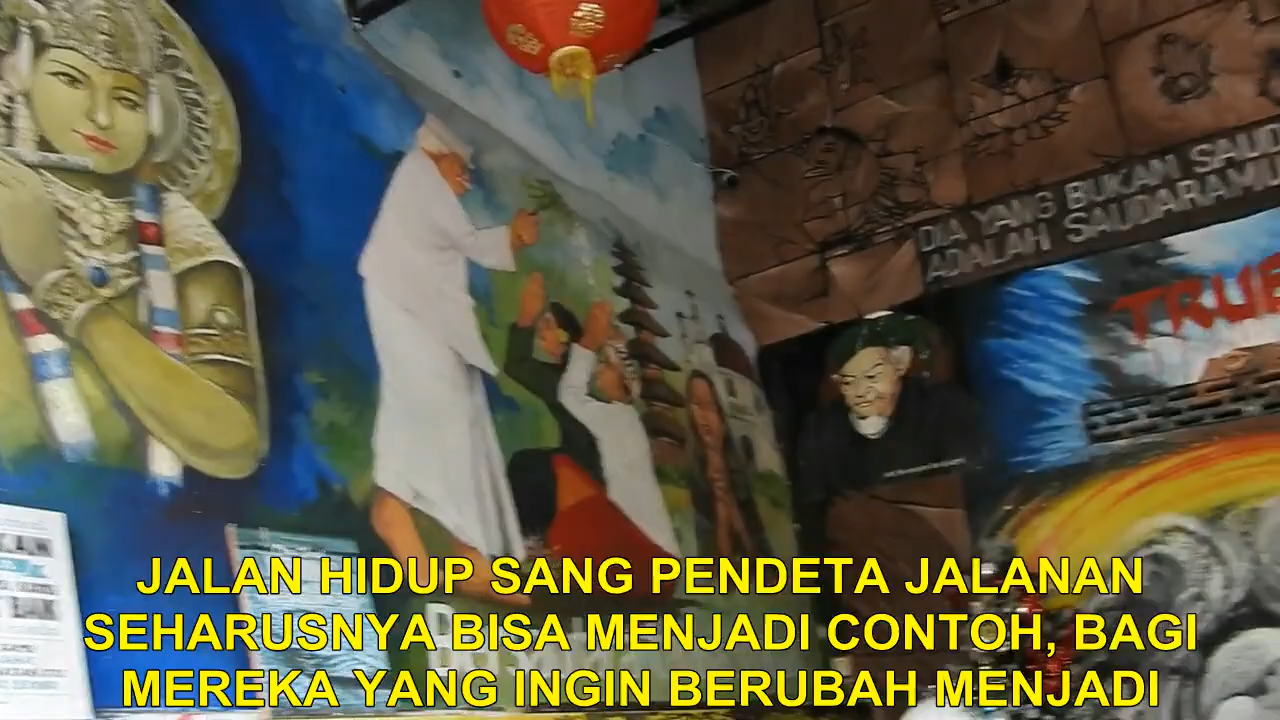 DIA YANG BUKAN SAUD
ADALAH SAUDARAMU
TRUE
JALAN HIDUP SANG PENDETA JALANAN
SEHARUSNYA BISA MENJADI CONTOH, BAGI
MEREKA YANG INGIN BERUBAH MENJADI